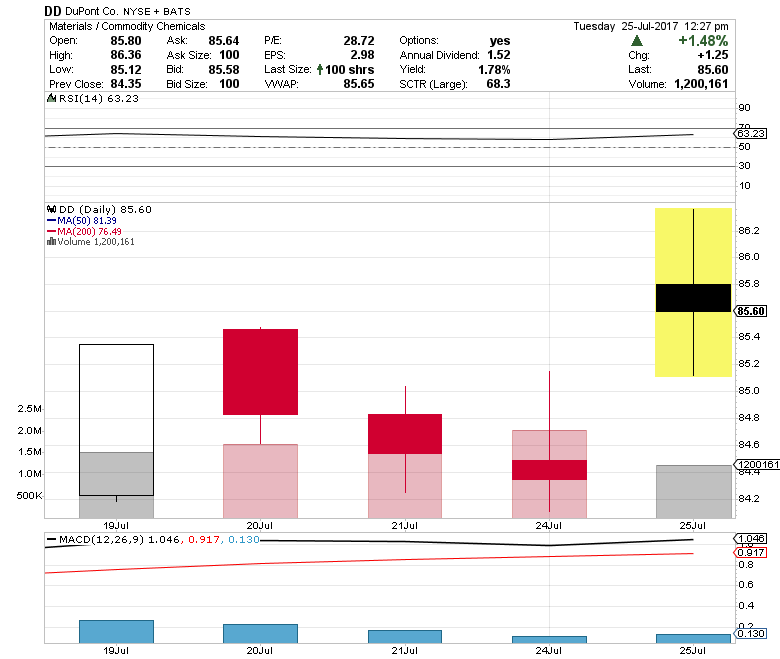 DD DuPont Co. NYSE + BATS
Materials / Commodity Chemicals Tuesday 25-Jul-2017 12:27 pm
Open: 85.80 Ask: 85.64 P/E: 28.72 Options: yes +1.48%
High: 86.36 Ask Size: 100 EPS: 2.98 Annual Dividend: 1.52 Chg: +1.25
Low: 85.12 Bid: 85.58 Last Size: 100 shrs Yield: 1.78% Last: 85.60
Prev Close: 84.35 Bid Size: 100 VWAP: 85.65 SCTR (Large): 68.3 Volume: 1,200,161
RSI(14) 63.23
90
70
63.23
50
30
10
DD (Daily) 85.60
MA(50) 81.39
MA(200) 76.49
Volume 1,200,161
86.2
86.0
85.8
85.60
85.4
85.2
85.0
84.8
84.6
84.4
84.2
1200161
2.5M
2.0M
1.5M
1.0M
500K
19Jul 20Jul 21Jul 24Jul 25Jul
MACD(12,26,9) 1.046, 0.917, 0.130
1.046
1.0
0.917
0.8
0.6
0.4
0.2
0.130
19Jul 20Jul 21Jul 24Jul 25Jul